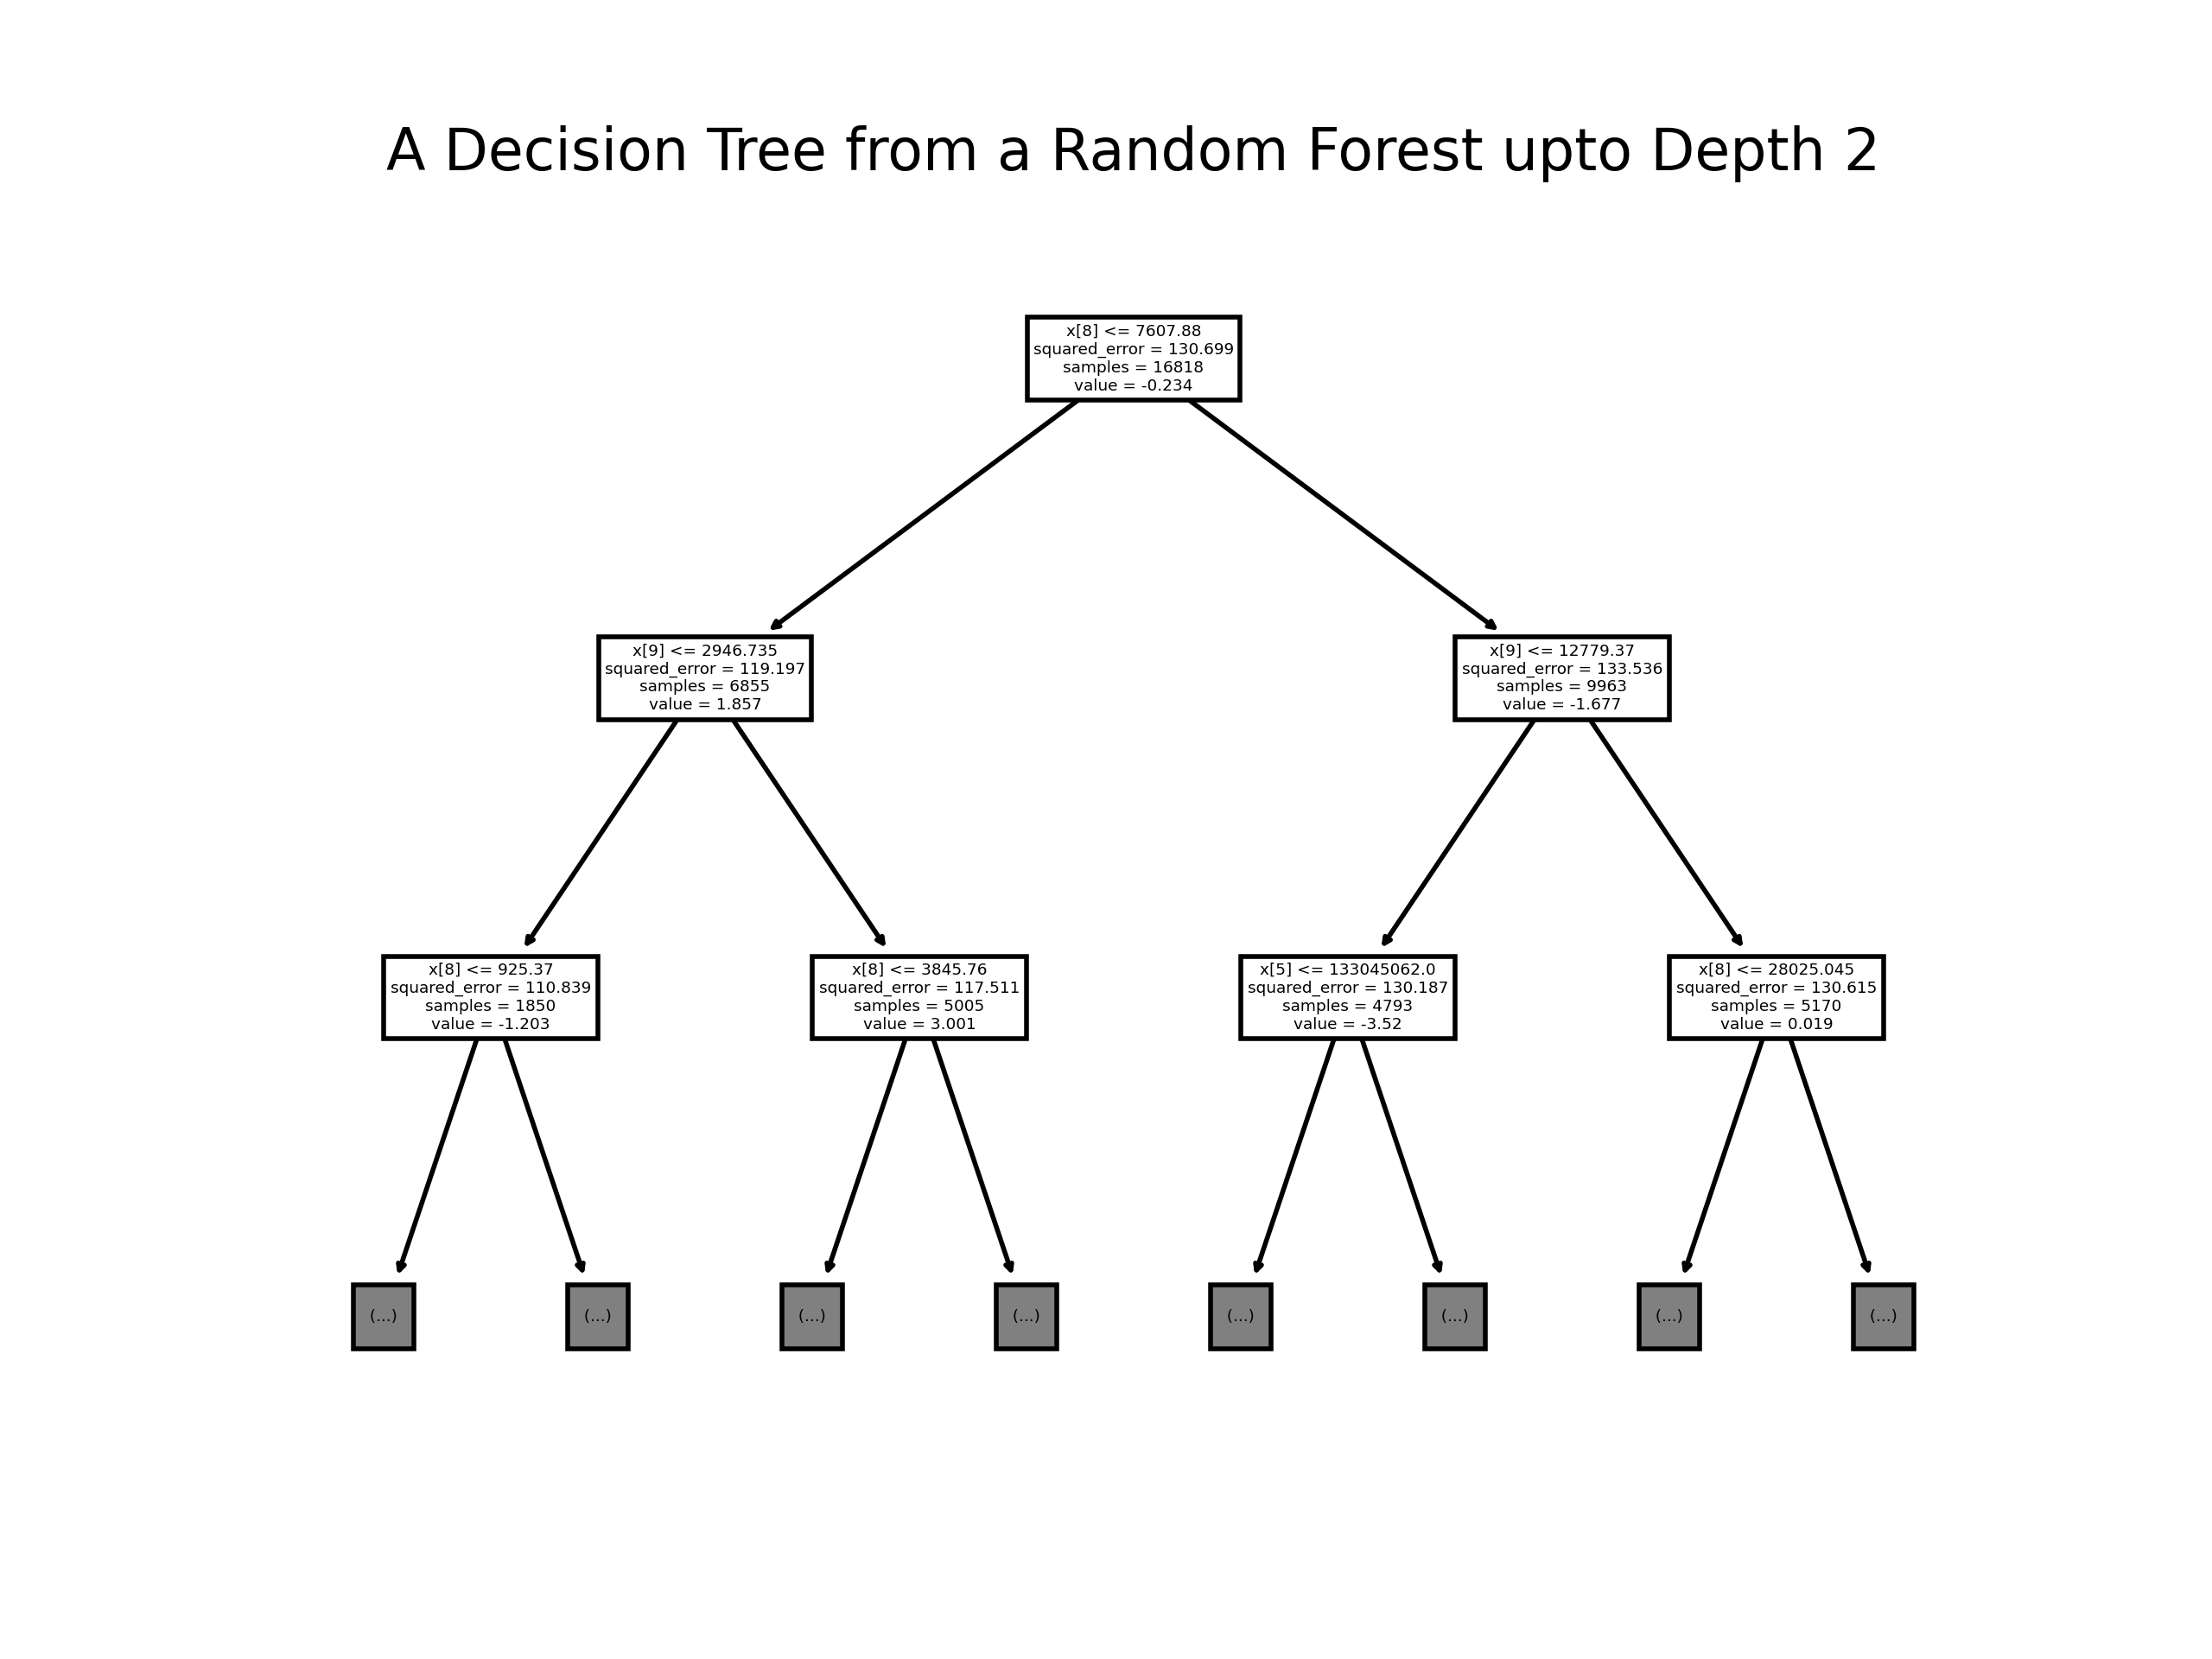 A Decision Tree from a Random Forest upto Depth 2
x[8] <= 7607.88
squared_error = 130.699
samples = 16818
value = -0.234
x[9] <= 2946.735
squared_error = 119.197
samples = 6855
value = 1.857
x[9] <= 12779.37
squared_error = 133.536
samples = 9963
value = -1.677
x[8] <= 925.37
squared_error = 110.839
samples = 1850
value = -1.203
x[8] <= 3845.76
squared_error = 117.511
samples = 5005
value = 3.001
x[5] <= 133045062.0
squared_error = 130.187
samples = 4793
value = -3.52
x[8] <= 28025.045
squared_error = 130.615
samples = 5170
value = 0.019
(...)
(...)
(...)
(...)
(...)
(...)
(...)
(...)